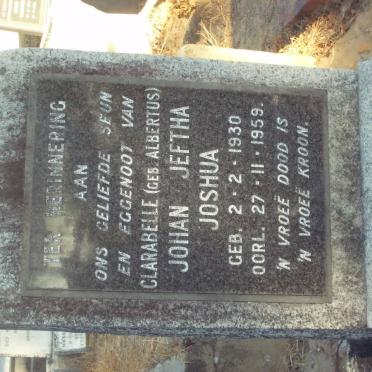 TER HERINNERING
AAN
ONS GELIEFDE SEUN
EN EGGENOOT VAN
CLARABELLE (GEB ALBERTUS)
JOHAN JEFTHA
JOSHUA
GEB. 2·2·1930
OORL. 27·11·1959.
'N VROEË DOOD IS
'N VROEË KROON.